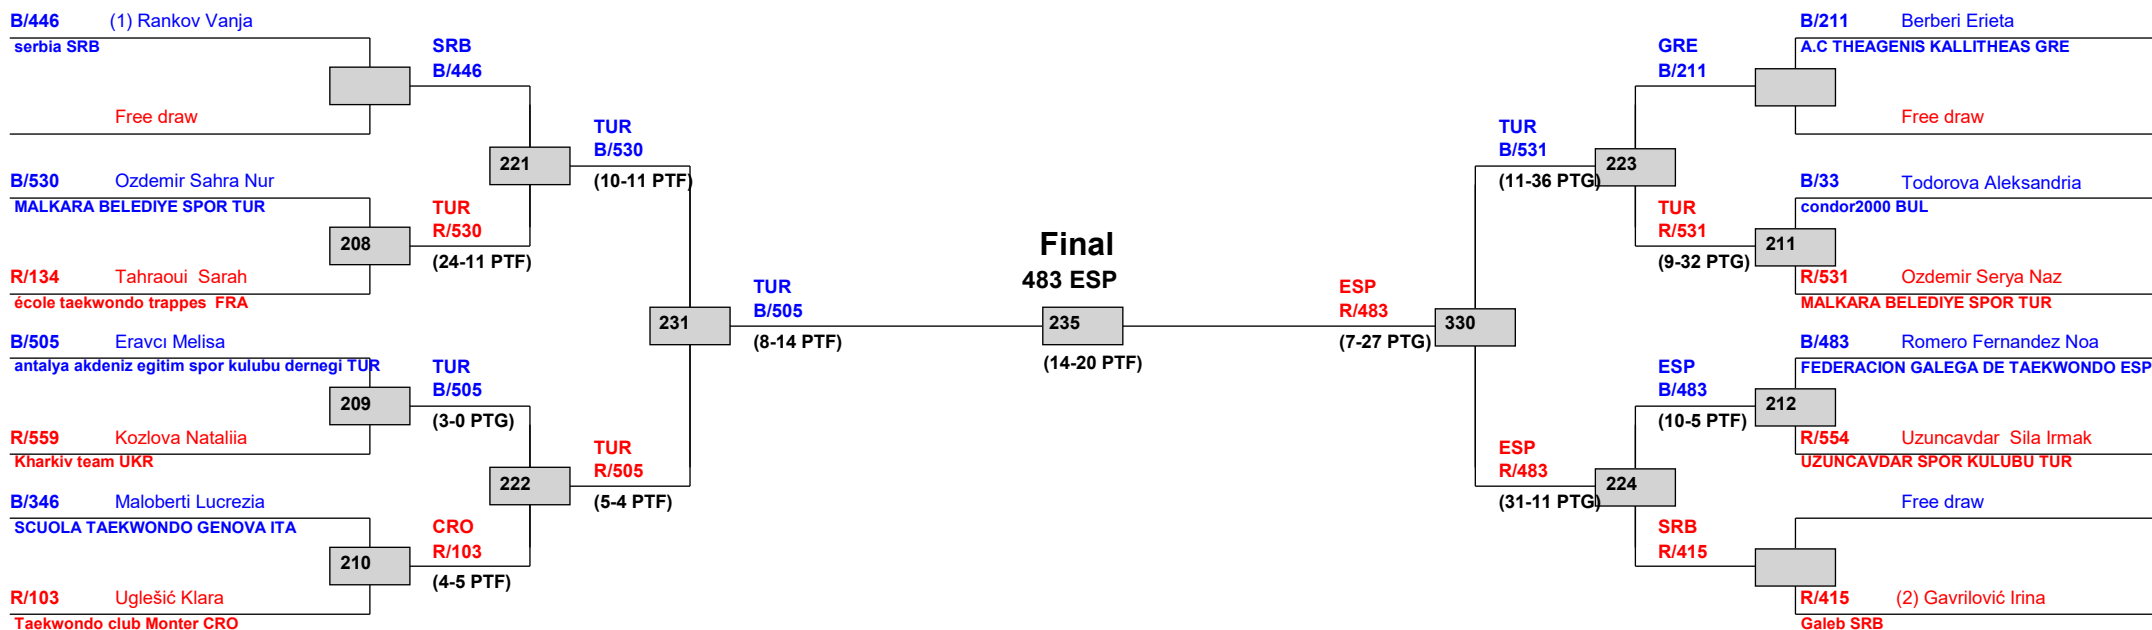 B/446 (1) Rankov Vanja
serbia SRB
Free draw
B/530 Ozdemir Sahra Nur
MALKARA BELEDIYE SPOR TUR
R/134 Tahraoui Sarah
école taekwondo trappes FRA
B/505 Eravcı Melisa
antalya akdeniz egitim spor kulubu dernegi TUR
R/559 Kozlova Nataliia
Kharkiv team UKR
B/346 Maloberti Lucrezia
SCUOLA TAEKWONDO GENOVA ITA
R/103 Uglešić Klara
Taekwondo club Monter CRO
208
209
210
SRB
B/446
TUR
R/530
(24-11 PTF)
TUR
B/505
(3-0 PTG)
CRO
R/103
(4-5 PTF)
221
222
TUR
B/530
(10-11 PTF)
TUR
R/505
(5-4 PTF)
231
TUR
B/505
(8-14 PTF)
Final
483 ESP
235
(14-20 PTF)
ESP
R/483
(7-27 PTG)
330
TUR
B/531
(11-36 PTG)
ESP
R/483
(31-11 PTG)
223
224
GRE
B/211
TUR
R/531
(9-32 PTG)
ESP
B/483
(10-5 PTF)
SRB
R/415
211
212
B/211 Berberi Erieta
A.C THEAGENIS KALLITHEAS GRE
Free draw
B/33 Todorova Aleksandria
condor2000 BUL
R/531 Ozdemir Serya Naz
MALKARA BELEDIYE SPOR TUR
B/483 Romero Fernandez Noa
FEDERACION GALEGA DE TAEKWONDO ESP
R/554 Uzuncavdar Sila Irmak
UZUNCAVDAR SPOR KULUBU TUR
Free draw
R/415 (2) Gavrilović Irina
Galeb SRB